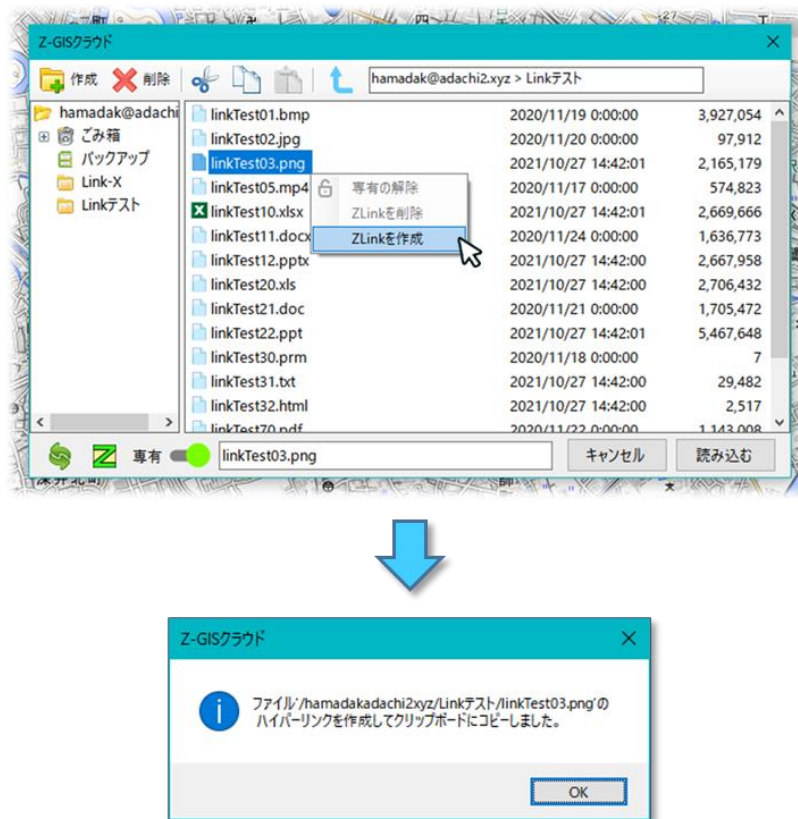 Z-GISクラウド
作成 削除 hamadak@adachi2.xyz > Linkテスト
hamadak@adachi
ごみ箱
バックアップ
Link-X
Linkテスト
linkTest01.bmp 2020/11/19 0:00:00 3,927,054
linkTest02.jpg 2020/11/20 0:00:00 97,912
linkTest03.png 2021/10/27 14:42:01 2,165,179
linkTest05.mp4 2020/11/17 0:00:00 574,823
linkTest10.xlsx 2021/10/27 14:42:01 2,669,666
linkTest11.docx 2020/11/24 0:00:00 1,636,773
linkTest12.pptx 2021/10/27 14:42:00 2,667,958
linkTest20.xls 2021/10/27 14:42:00 2,706,432
linkTest21.doc 2020/11/21 0:00:00 1,705,472
linkTest22.ppt 2021/10/27 14:42:01 5,467,648
linkTest30.prm 2020/11/18 0:00:00 7
linkTest31.txt 2021/10/27 14:42:00 29,482
linkTest32.html 2021/10/27 14:42:00 2,517
linkTest70.pdf 2020/11/22 0:00:00 1,143,008
専有の解除
ZLinkを削除
ZLinkを作成
専有 linkTest03.png キャンセル 読み込む
Z-GISクラウド
ファイル'/hamadakadachi2xyz/Linkテスト/linkTest03.png'の
ハイパーリンクを作成してクリップボードにコピーしました。
OK